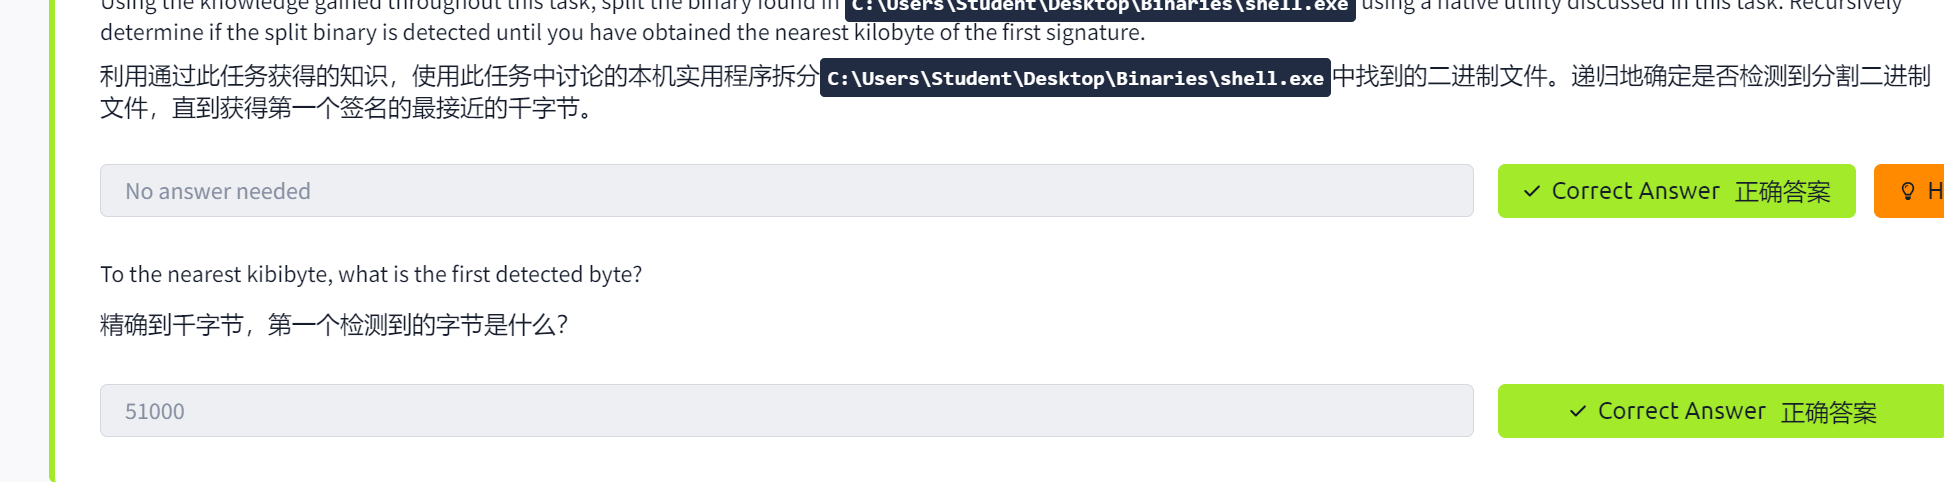 Using the knowledge gained throughout this task, split the binary found in C:\Users\Student\Desktop\Binaries\shell.exe using a native utility discussed in this task. Recursively
determine if the split binary is detected until you have obtained the nearest kilobyte of the first signature.
利用通过此任务获得的知识，使用此任务中讨论的本机实用程序拆分 C:\Users\Student\Desktop\Binaries\shell.exe 中找到的二进制文件。递归地确定是否检测到分割二进制
文件，直到获得第一个签名的最接近的千字节。
No answer needed
Correct Answer 正确答案
H
To the nearest kibibyte, what is the first detected byte?
精确到千字节，第一个检测到的字节是什么？
51000
Correct Answer 正确答案